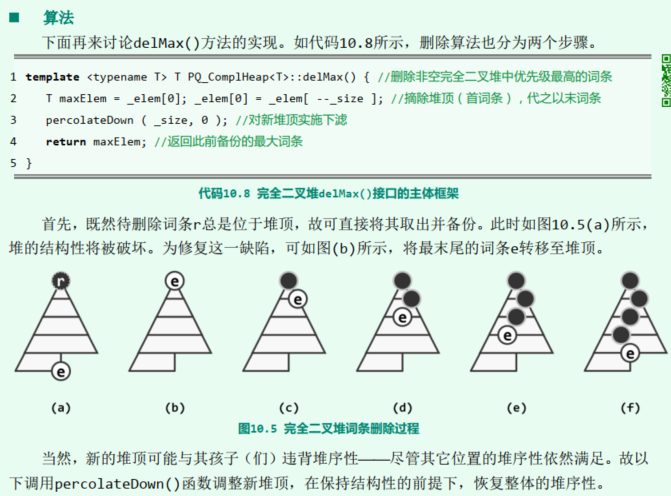 ■ 算法
下面再来讨论delMax()方法的实现。如代码10.8所示，删除算法也分为两个步骤。
1 template <typename T> T PQ_ComplHeap<T>::delMax() { //删除非空完全二叉堆中优先级最高的词条
2 T maxElem = _elem[0]; _elem[0] = _elem[ --_size ]; //摘除堆顶（首词条），代之以末词条
3 percolateDown ( _size, 0 ); //对新堆顶实施下滤
4 return maxElem; //返回此前备份的最大词条
5 }
代码10.8 完全二叉堆delMax()接口的主体框架
首先，既然待删除词条r总是位于堆顶，故可直接将其取出并备份。此时如图10.5(a)所示，
堆的结构性将被破坏。为修复这一缺陷，可如图(b)所示，将最末尾的词条e转移至堆顶。
r e e e e e
e
(a) (b) (c) (d) (e) (f)
图10.5 完全二叉堆词条删除过程
当然，新的堆顶可能与其孩子（们）违背堆序性——尽管其它位置的堆序性依然满足。故以
下调用percolateDown()函数调整新堆顶，在保持结构性的前提下，恢复整体的堆序性。